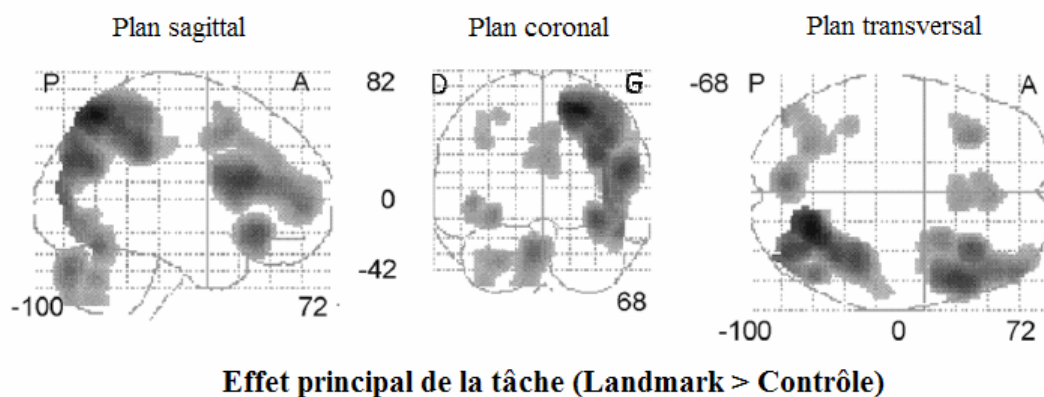 Plan sagittal
Plan coronal
Plan transversal
P A
82
D G
-68 P A
0
-42
-100 72
68
-100 0 72
Effet principal de la tâche (Landmark > Contrôle)